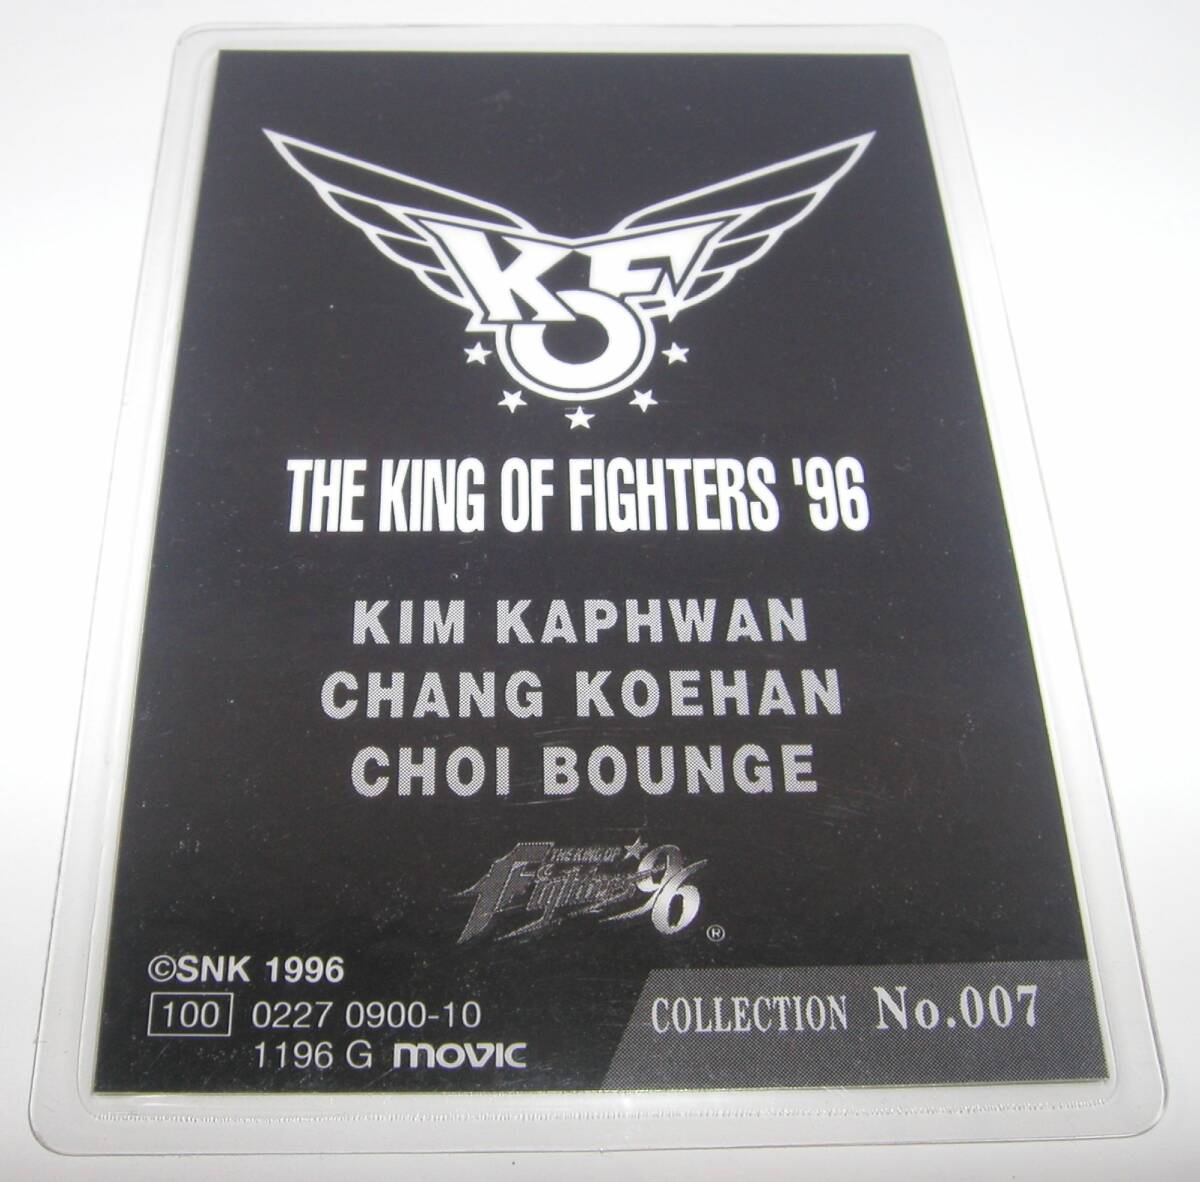 KOF
THE KING OF FIGHTERS '96
KIM KAPHWAN
CHANG KOEHAN
CHOI BOUNGE
THE KING OF
Fighters '96
®
©SNK 1996
100 0227 0900-10
1196 G movic
COLLECTION No.007